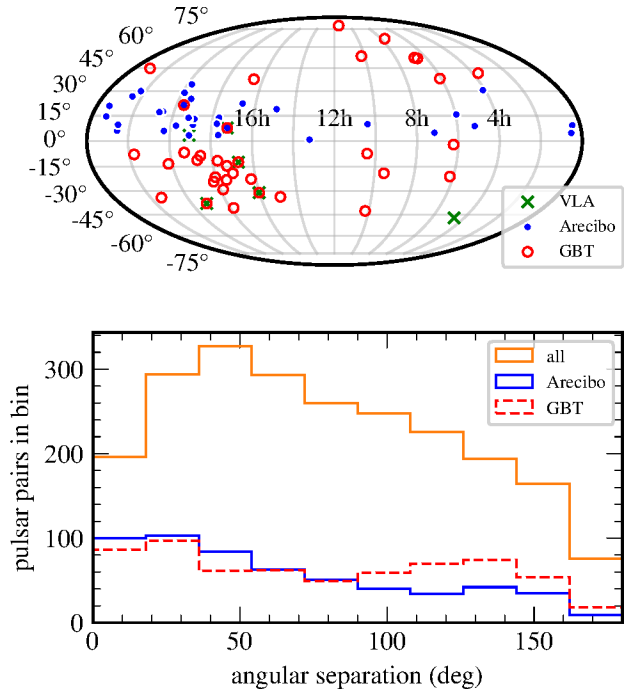 75°
60°
45°
30°
15°
0°
-15°
-30°
-45°
-60°
-75°
16h 12h 8h 4h
VLA
Arecibo
GBT
pulsar pairs in bin
300
200
100
0
all
Arecibo
GBT
0 50 100 150
angular separation (deg)